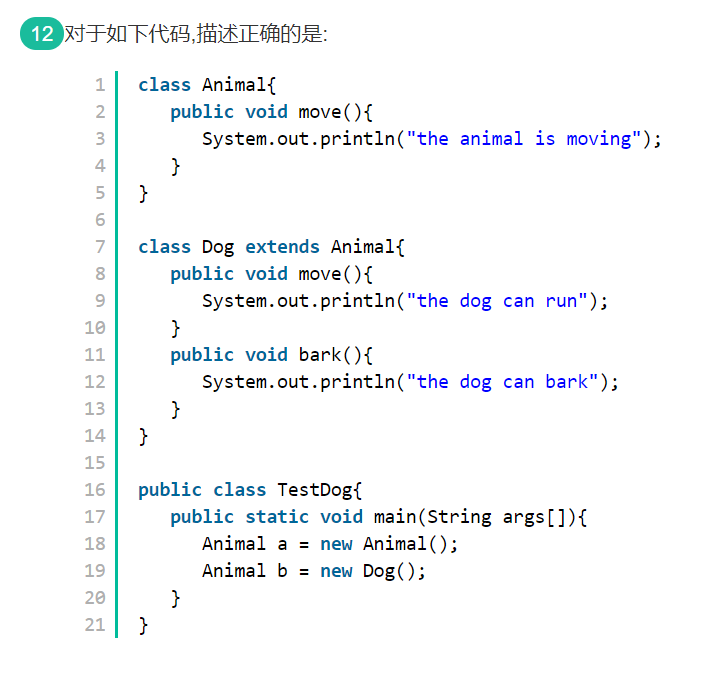 12 对于如下代码,描述正确的是:
1 class Animal{
2 public void move(){
3 System.out.println("the animal is moving");
4 }
5 }
6
7 class Dog extends Animal{
8 public void move(){
9 System.out.println("the dog can run");
10 }
11 public void bark(){
12 System.out.println("the dog can bark");
13 }
14 }
15
16 public class TestDog{
17 public static void main(String args[]){
18 Animal a = new Animal();
19 Animal b = new Dog();
20 }
21 }